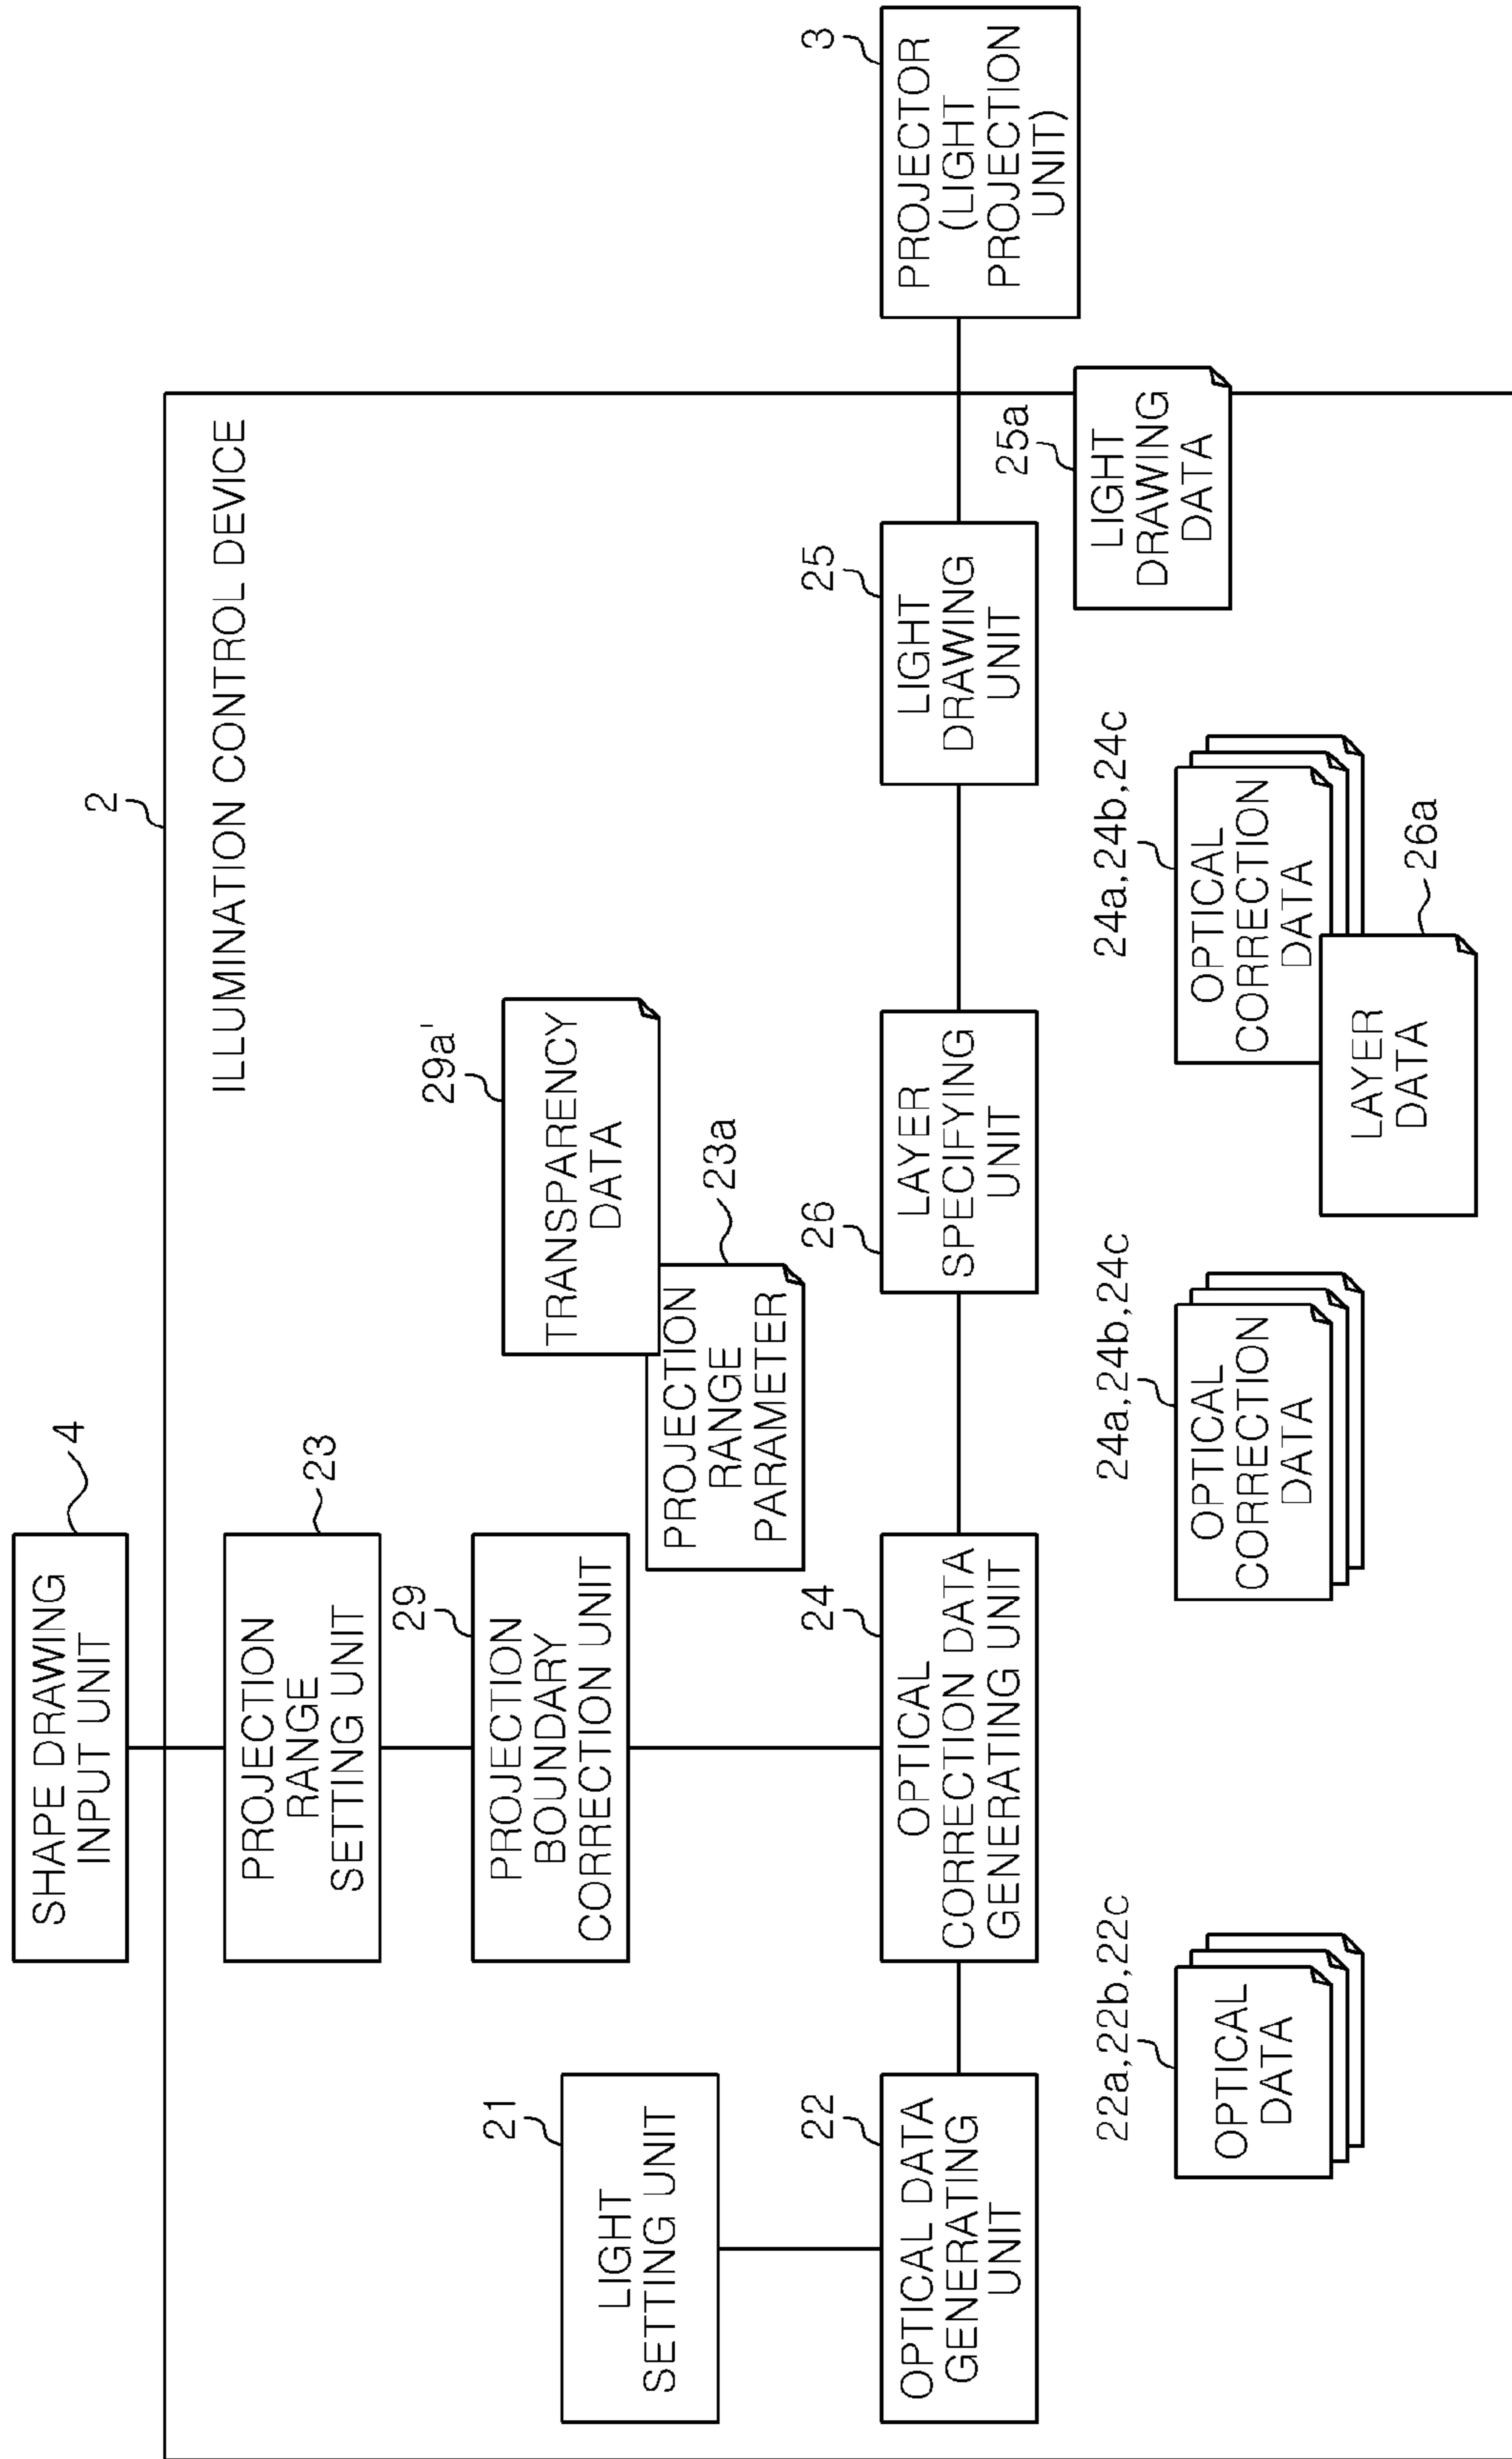 SHAPE DRAWING
INPUT UNIT
4
2
ILLUMINATION CONTROL DEVICE
PROJECTION
RANGE
SETTING UNIT
23
29
PROJECTION
BOUNDARY
CORRECTION UNIT
29a'
TRANSPARENCY
DATA
23a
PROJECTION
RANGE
PARAMETER
21
LIGHT
SETTING UNIT
22
OPTICAL DATA
GENERATING
UNIT
24
OPTICAL
CORRECTION DATA
GENERATING UNIT
26
LAYER
SPECIFYING
UNIT
25
LIGHT
DRAWING
UNIT
3
PROJECTOR
(LIGHT
PROJECTION
UNIT)
22a,22b,22c
OPTICAL
DATA
24a,24b,24c
OPTICAL
CORRECTION
DATA
24a,24b,24c
OPTICAL
CORRECTION
DATA
26a
LAYER
DATA
25a
LIGHT
DRAWING
DATA